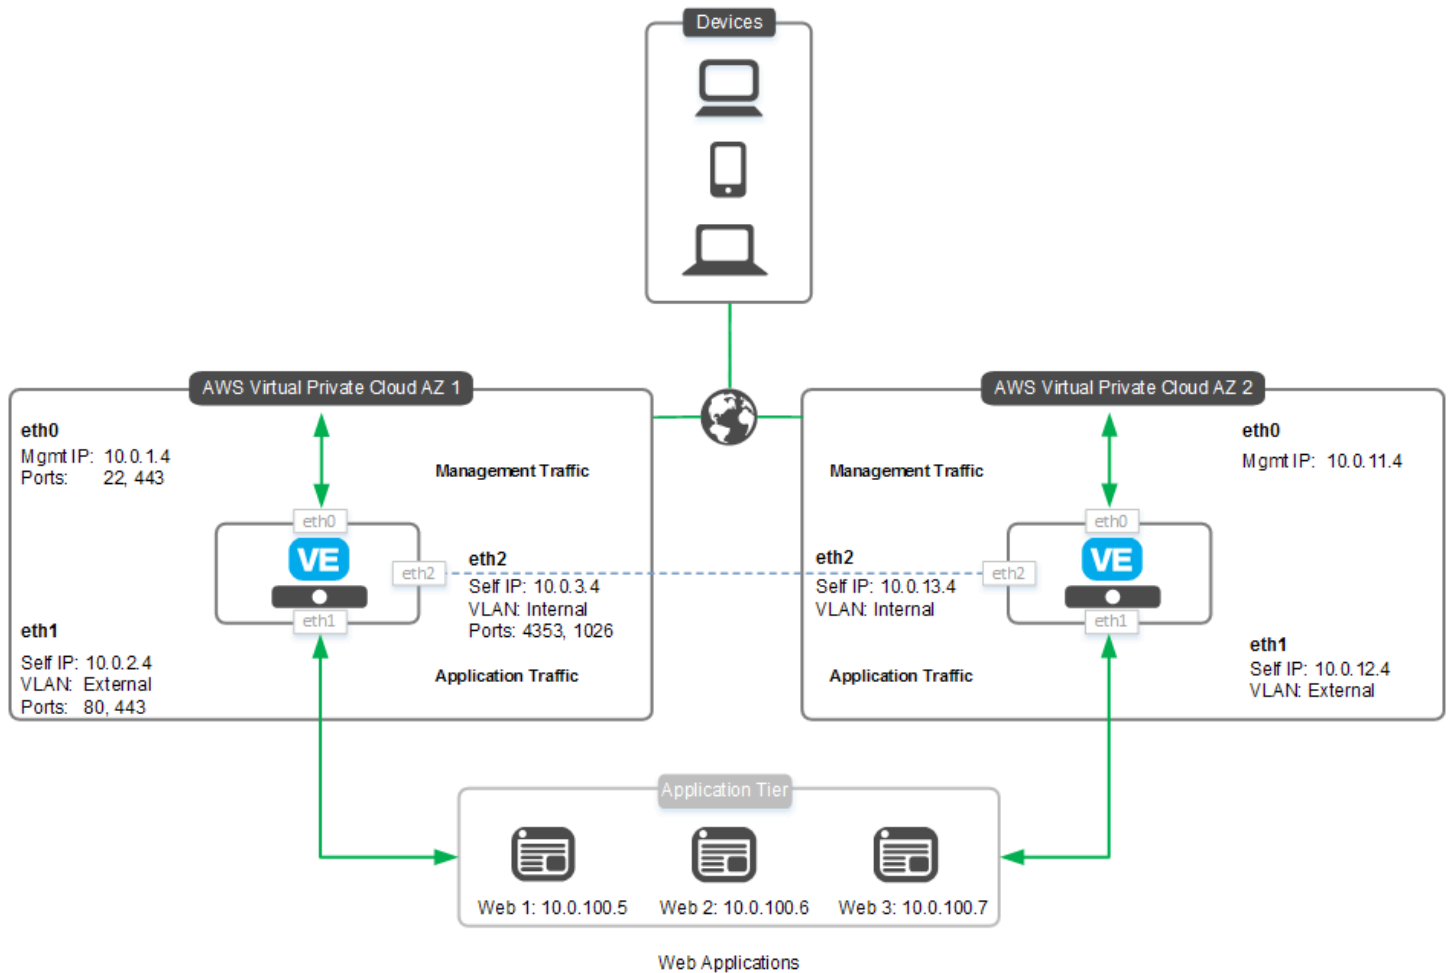 Devices
AWS Virtual Private Cloud AZ 1
eth0
Mgmt IP: 10.0.1.4
Ports: 22, 443
Management Traffic
eth0
VE
eth2
eth2
Self IP: 10.0.3.4
VLAN: Internal
Ports: 4353, 1026
eth1
eth1
Self IP: 10.0.2.4
VLAN: External
Ports: 80, 443
Application Traffic
AWS Virtual Private Cloud AZ 2
Management Traffic
eth0
Mgmt IP: 10.0.11.4
eth0
VE
eth2
Self IP: 10.0.13.4
VLAN: Internal
eth2
eth1
eth1
Self IP: 10.0.12.4
VLAN: External
Application Traffic
Application Tier
Web 1: 10.0.100.5
Web 2: 10.0.100.6
Web 3: 10.0.100.7
Web Applications